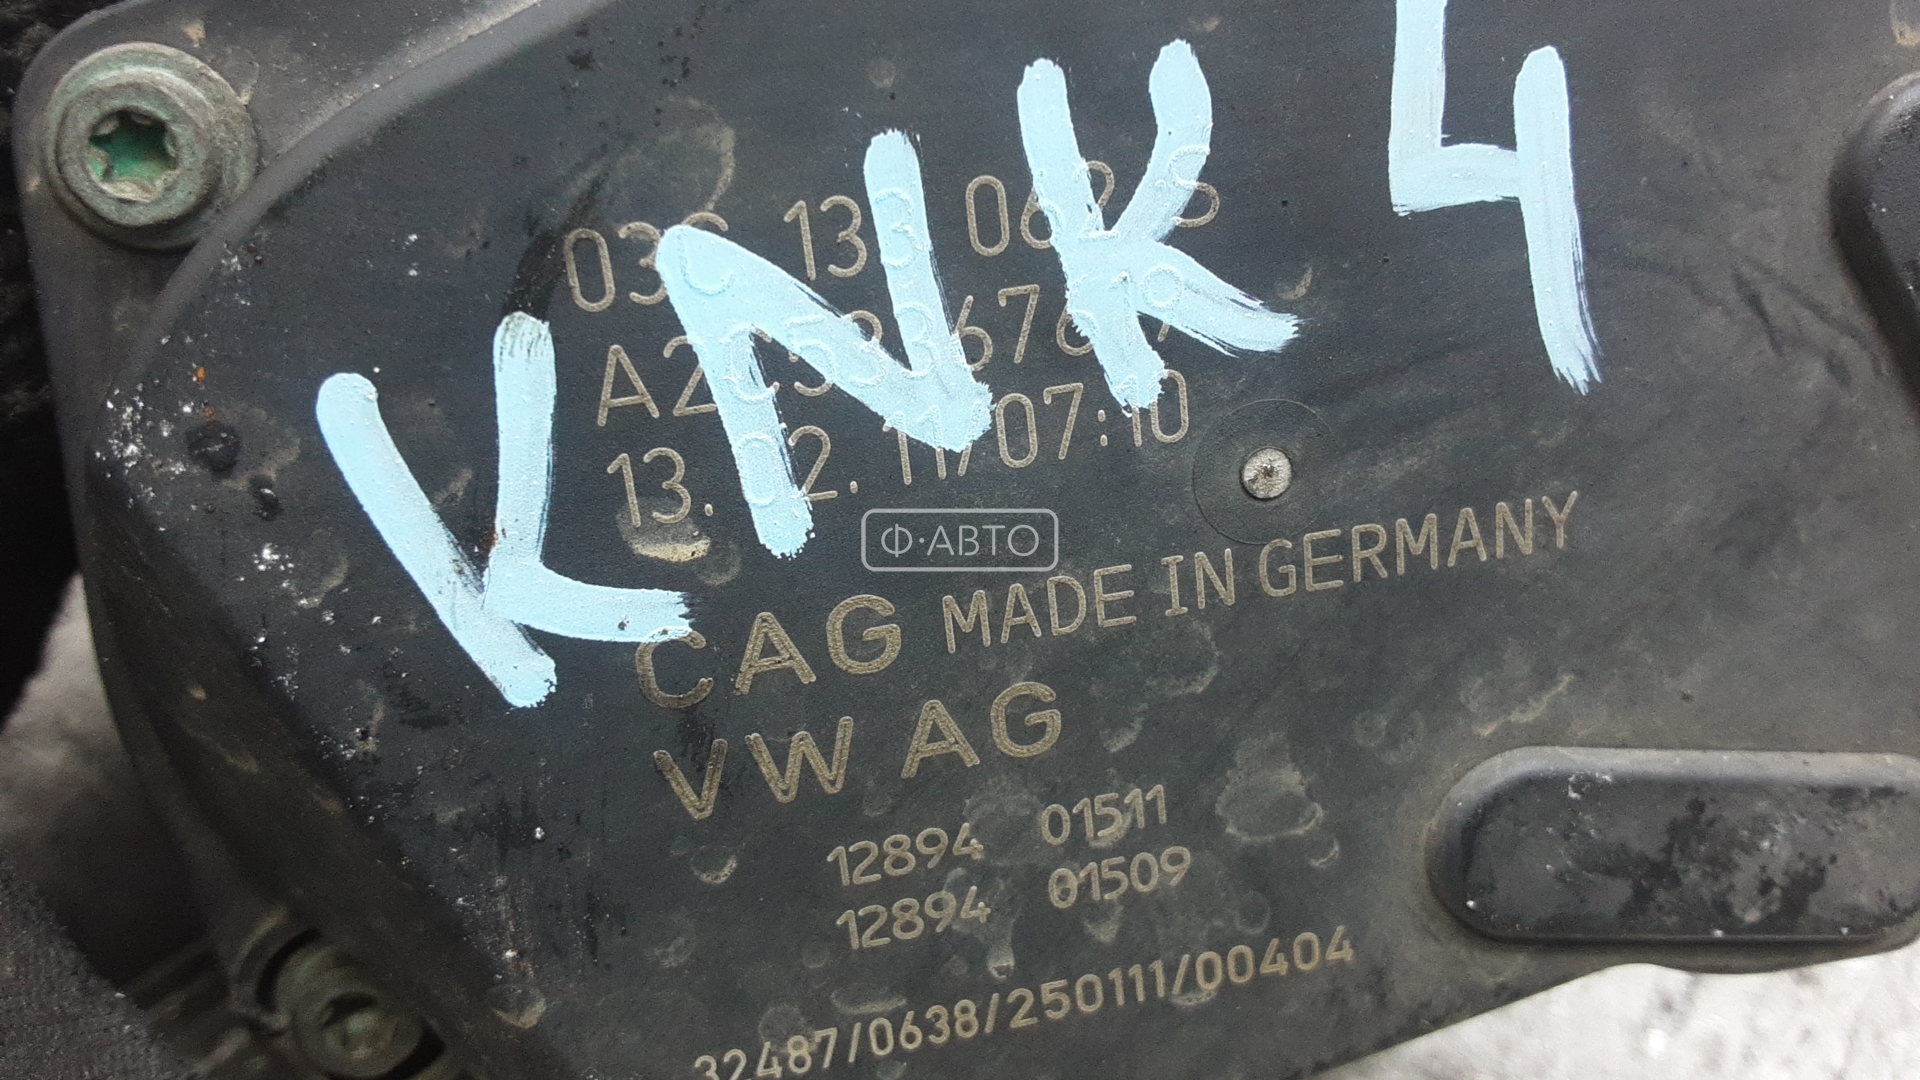 KNK 4
03C 133 062 S
A2C53367619
13.02.11/07:10
Ф·АВТО
CAG MADE IN GERMANY
VW AG
12894 01511
12894 01509
32487/0638/250111/00404